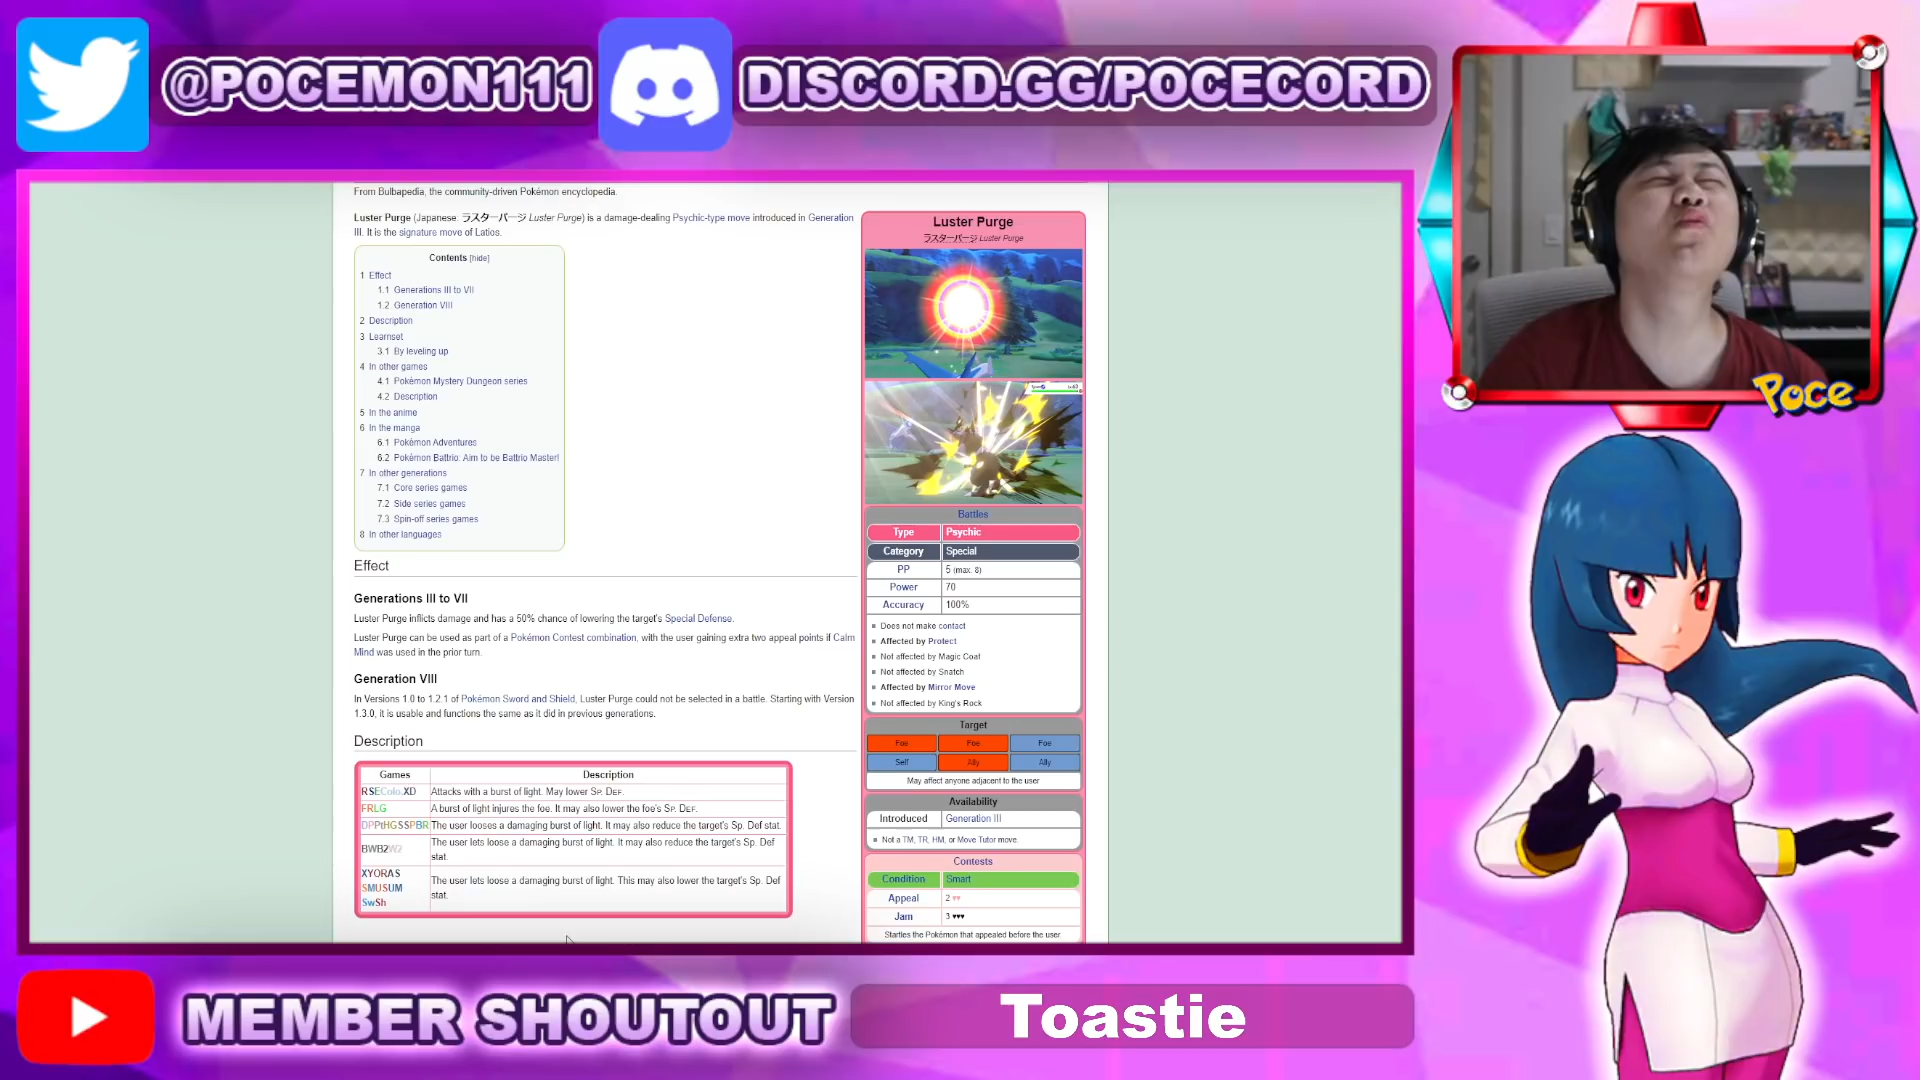 @POCEMON111
DISCORD.GG/POCECORD
From Bulbapedia, the community-driven Pokémon encyclopedia.
Luster Purge (Japanese: ラスターパージ Luster Purge) is a damage-dealing Psychic-type move introduced in Generation
III. It is the signature move of Latios.
Contents [hide]
1 Effect
1.1 Generations III to VII
1.2 Generation VIII
2 Description
3 Learnset
3.1 By leveling up
4 In other games
4.1 Pokémon Mystery Dungeon series
4.2 Description
5 In the anime
6 In the manga
6.1 Pokémon Adventures
6.2 Pokémon Battrio: Aim to be Battrio Master!
7 In other generations
7.1 Core series games
7.2 Side series games
7.3 Spin-off series games
8 In other languages
Effect
Generations III to VII
Luster Purge inflicts damage and has a 50% chance of lowering the target's Special Defense.
Luster Purge can be used as part of a Pokémon Contest combination, with the user gaining extra two appeal points if Calm
Mind was used in the prior turn.
Generation VIII
In Versions 1.0 to 1.2.1 of Pokémon Sword and Shield, Luster Purge could not be selected in a battle. Starting with Version
1.3.0, it is usable and functions the same as it did in previous generations.
Description
Games Description
RSEColo.XD Attacks with a burst of light. May lower SP. DEF.
FRLG A burst of light injures the foe. It may also lower the foe's SP. DEF.
DPPtHGSSPBR The user looses a damaging burst of light. It may also reduce the target's Sp. Def stat.
BWB2W2 The user lets loose a damaging burst of light. It may also reduce the target's Sp. Def
stat.
XYORAS
SMUSUM
SwSh
The user lets loose a damaging burst of light. This may also lower the target's Sp. Def
stat.
Luster Purge
ラスターパージ Luster Purge
Battles
Type Psychic
Category Special
PP 5 (max. 8)
Power 70
Accuracy 100%
Does not make contact
Affected by Protect
Not affected by Magic Coat
Not affected by Snatch
Affected by Mirror Move
Not affected by King's Rock
Target
Foe Foe Foe
Self Ally Ally
May affect anyone adjacent to the user
Availability
Introduced Generation III
Not a TM, TR, HM, or Move Tutor move.
Contests
Condition Smart
Appeal 2 ♥♥
Jam 3 ♥♥♥
Startles the Pokémon that appealed before the user.
Poce
MEMBER SHOUTOUT
Toastie